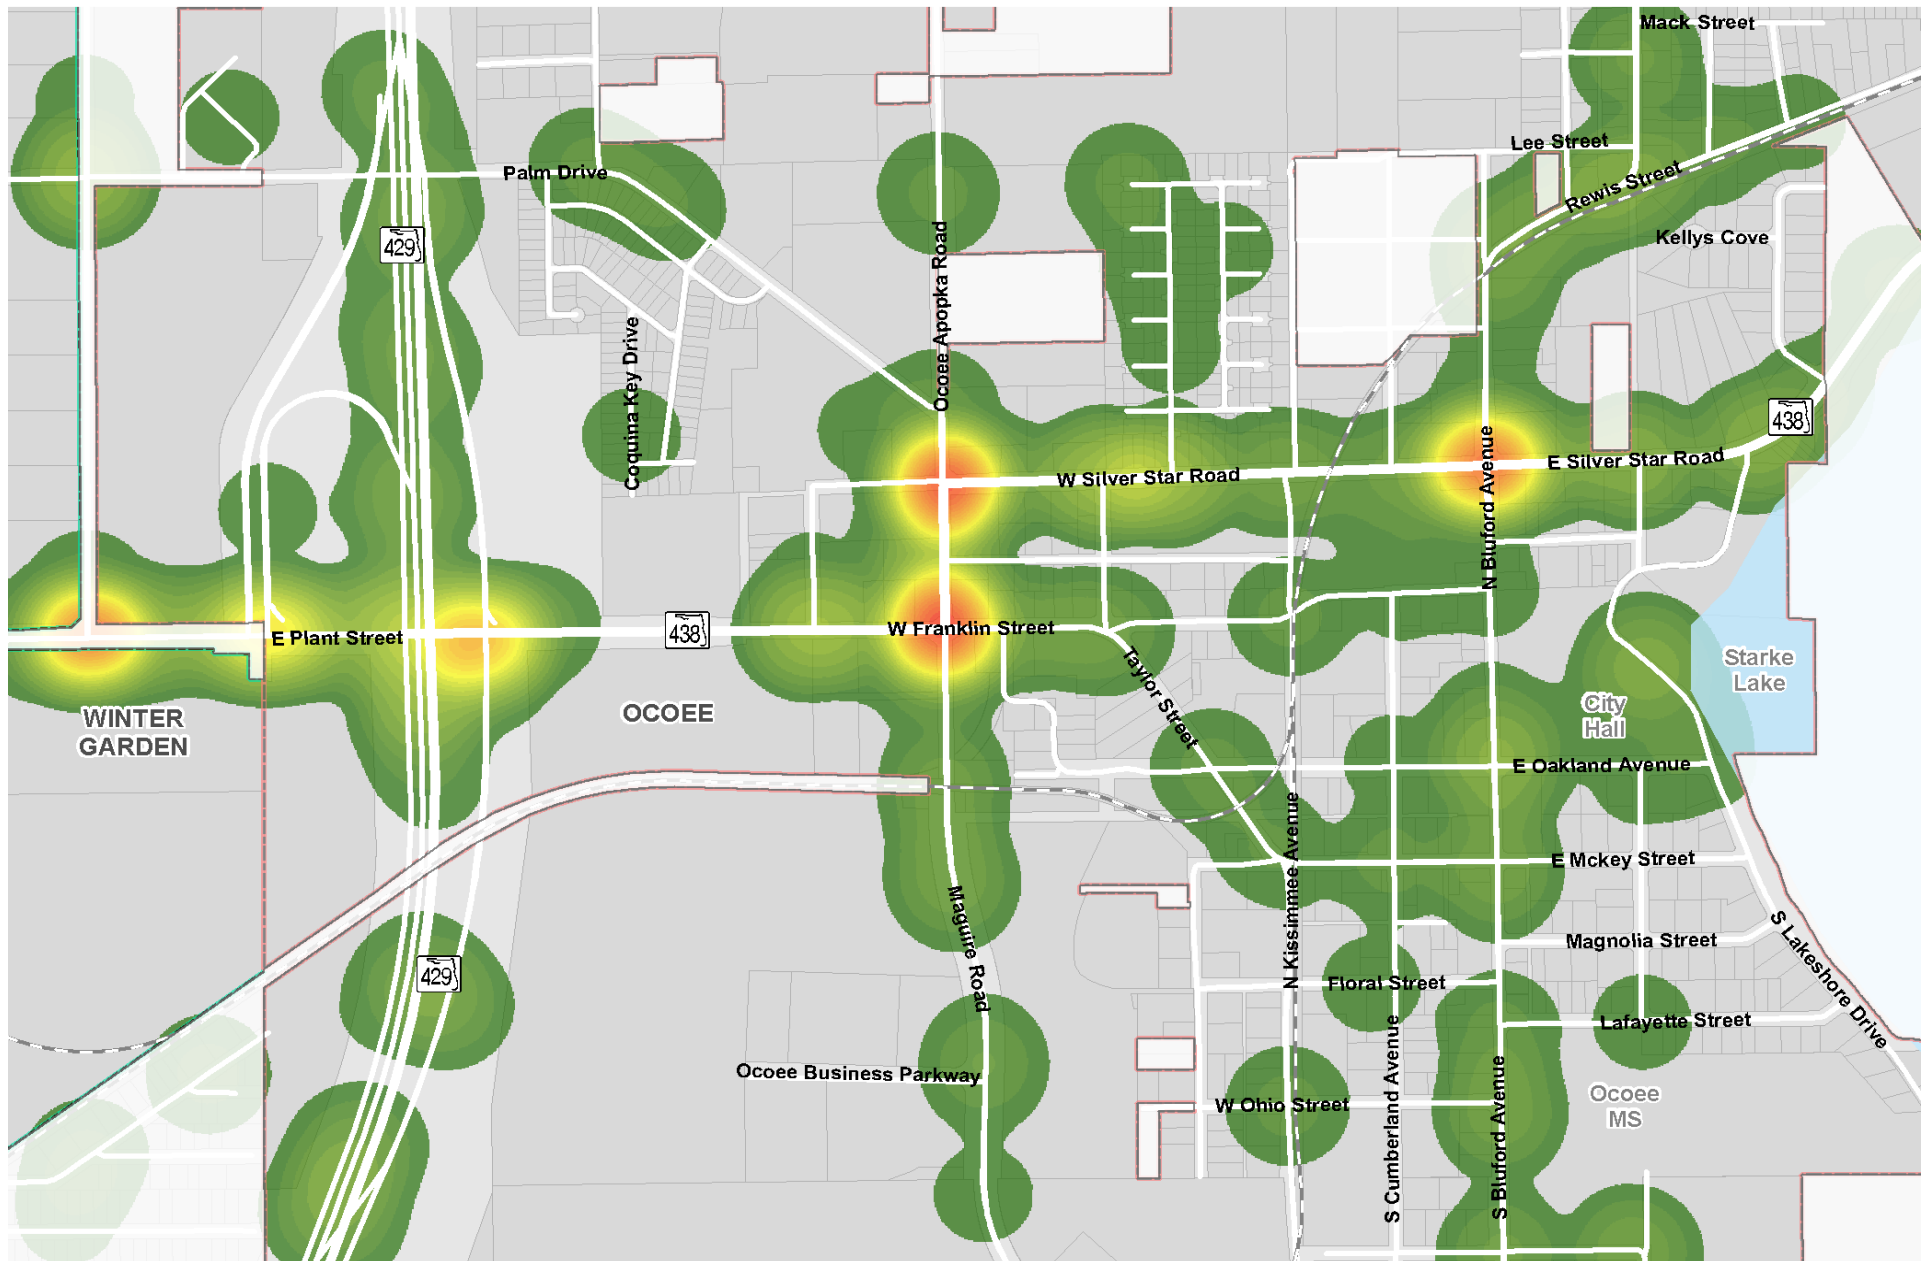 Mack Street
Lee Street
Palm Drive
Rewis Street
429
Kellys Cove
Ocoee Apopka Road
Coquina Key Drive
438
W Silver Star Road
E Silver Star Road
N Bluford Avenue
E Plant Street
438
W Franklin Street
Taylor Street
Starke
Lake
WINTER
GARDEN
OCOEE
City
Hall
E Oakland Avenue
N Kissimmee Avenue
E Mckey Street
Maguire Road
Magnolia Street
S Lakeshore Drive
429
Floral Street
Lafayette Street
Ocoee Business Parkway
S Cumberland Avenue
S Bluford Avenue
W Ohio Street
Ocoee
MS